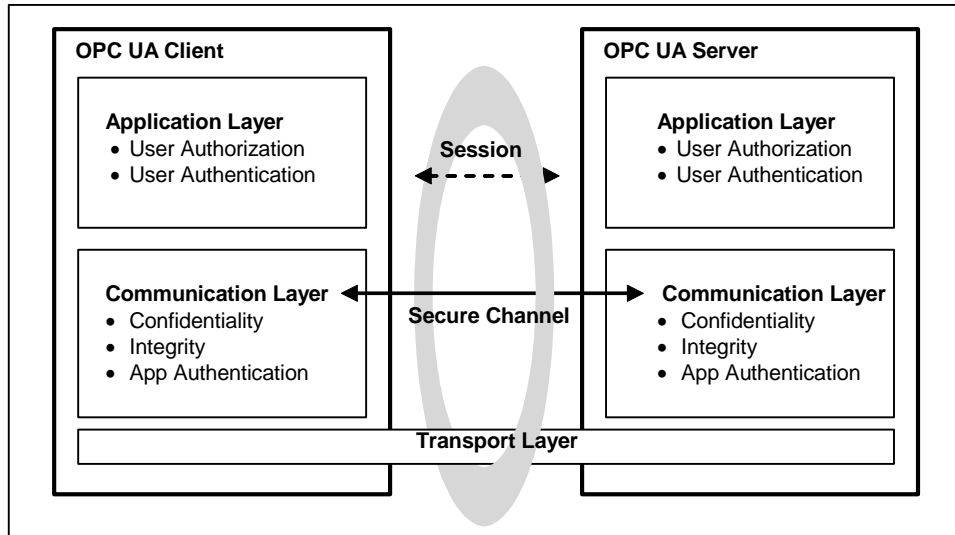 OPC UA Client
Application Layer
• User Authorization
• User Authentication
Communication Layer
• Confidentiality
• Integrity
• App Authentication
Session
Secure Channel
Transport Layer
OPC UA Server
Application Layer
• User Authorization
• User Authentication
Communication Layer
• Confidentiality
• Integrity
• App Authentication